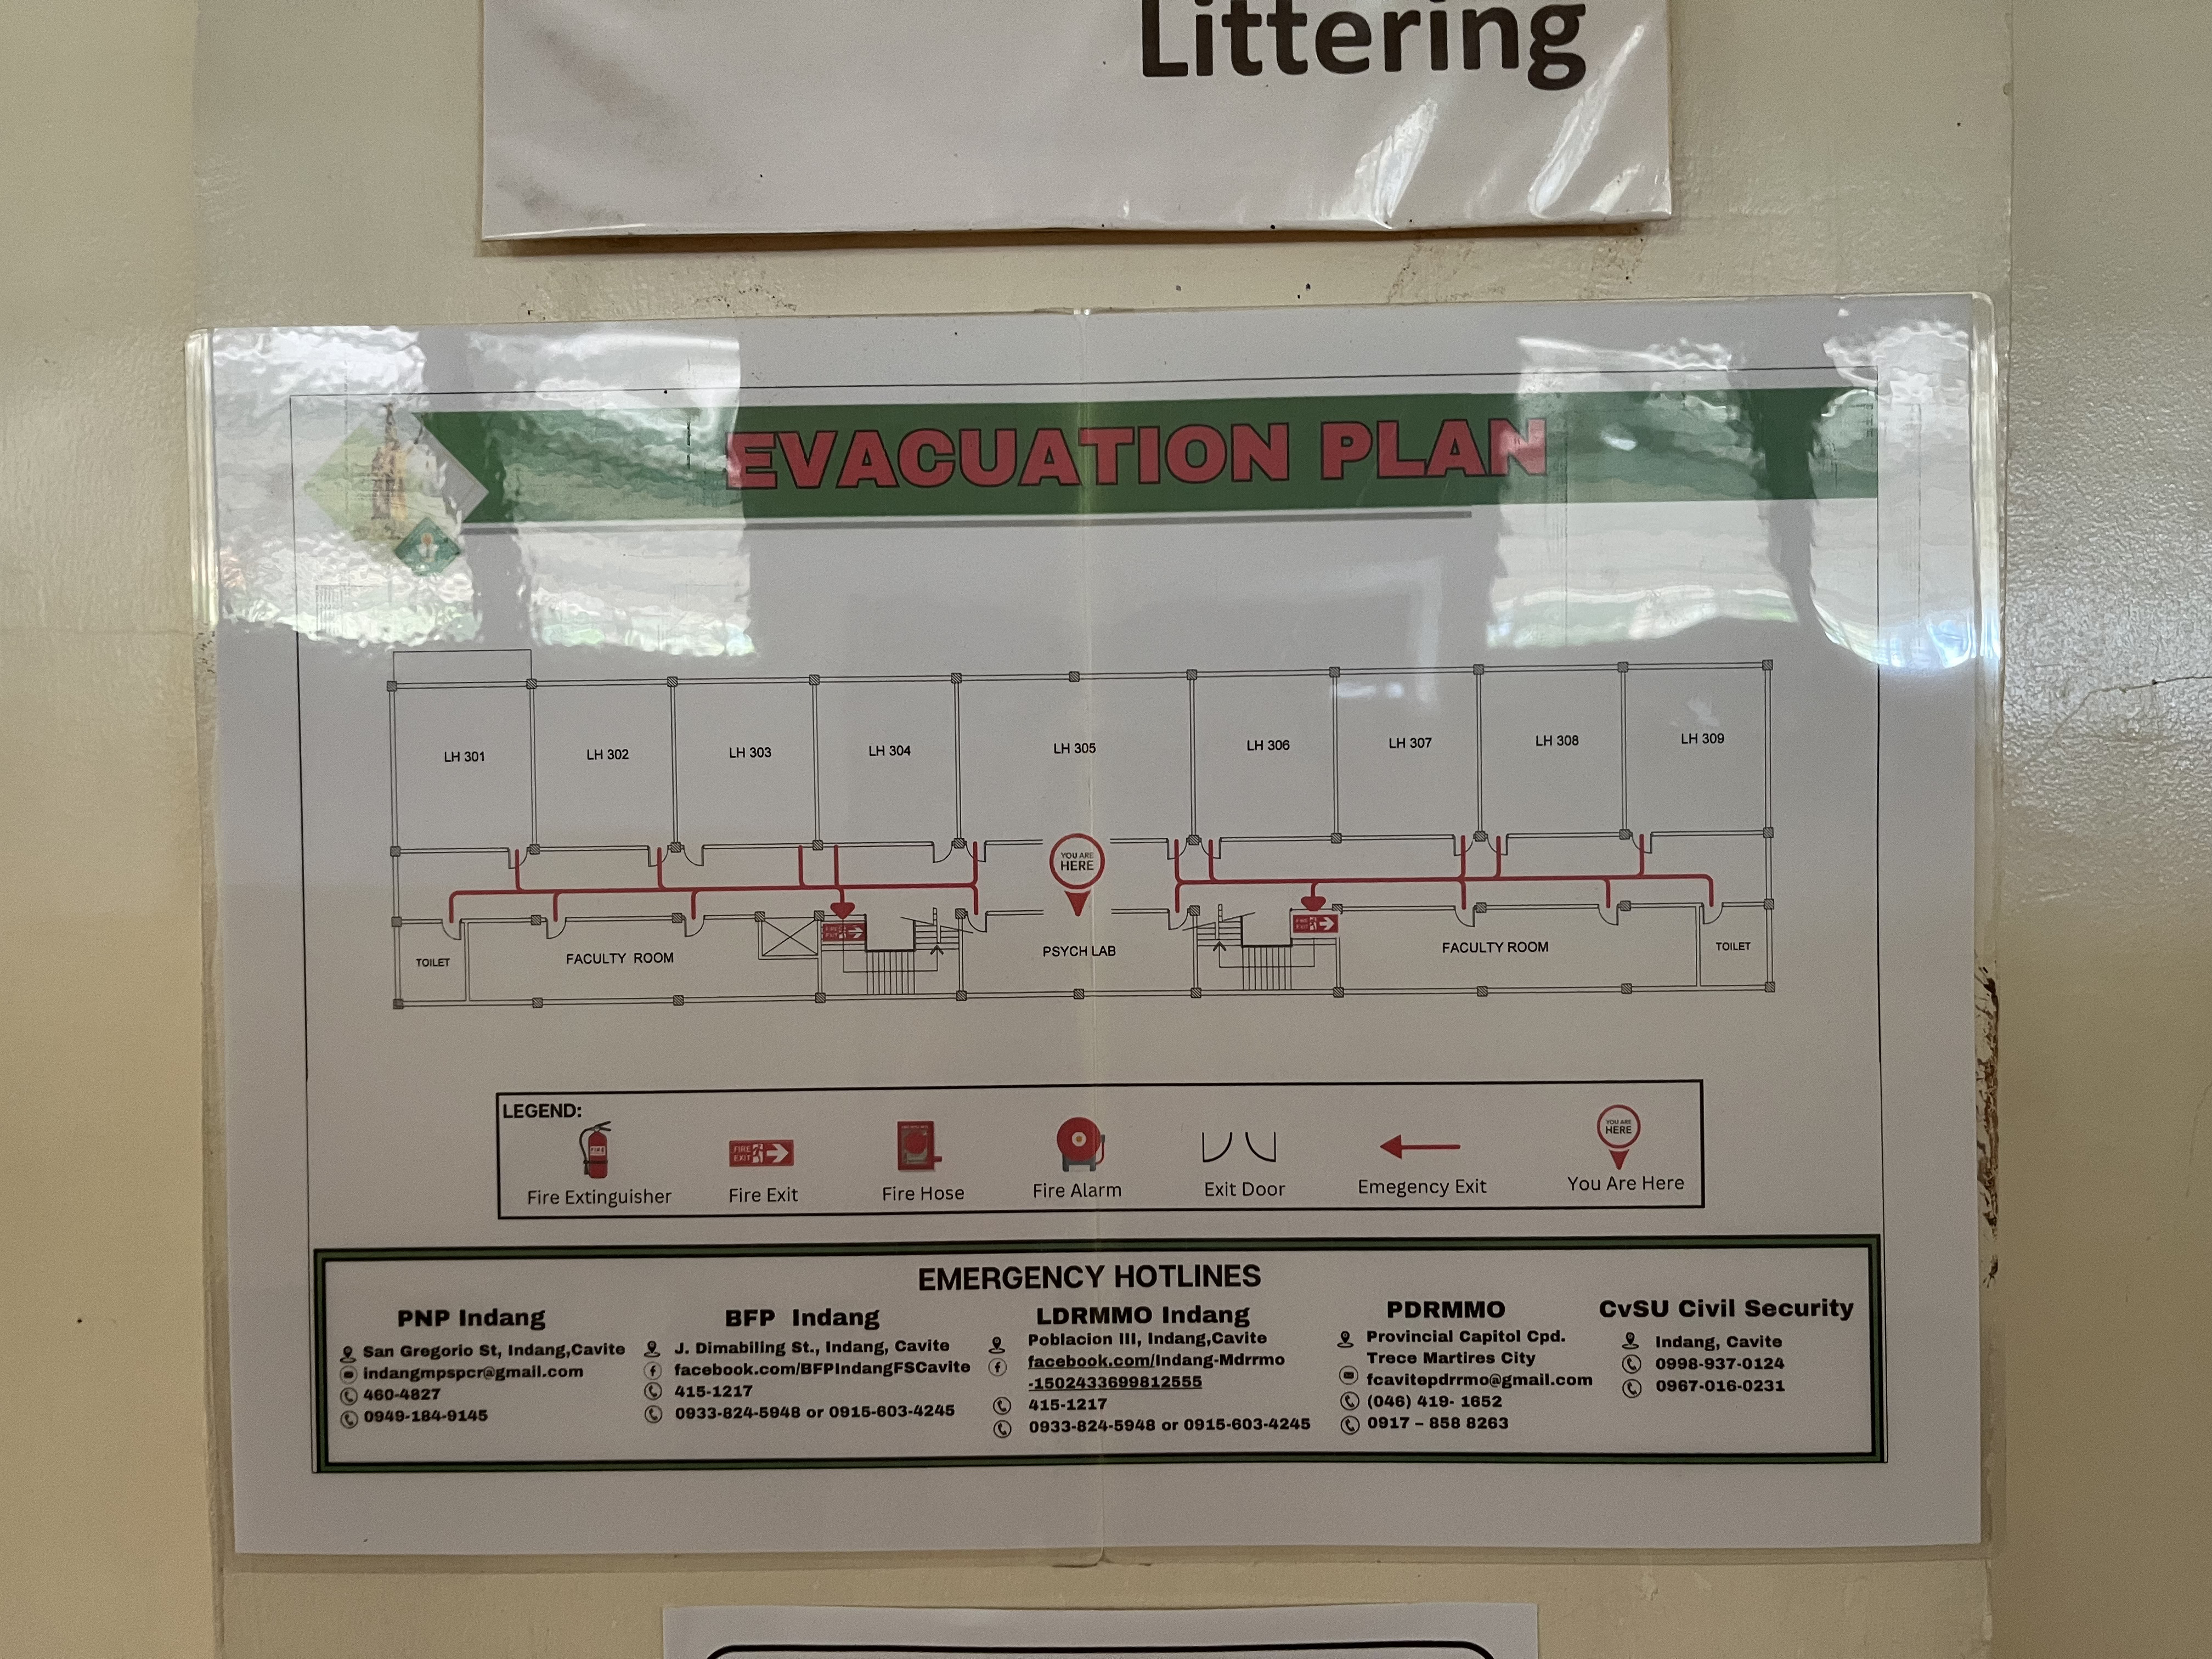 Littering
EVACUATION PLAN
LH 301
LH 302
LH 303
LH 304
LH 305
LH 306
LH 307
LH 308
LH 309
YOU ARE
HERE
FIRE
EXIT
FIRE
EXIT
TOILET
FACULTY ROOM
PSYCH LAB
FACULTY ROOM
TOILET
LEGEND:
FIRE
FIRE
EXIT
YOU ARE
HERE
Fire Extinguisher
Fire Exit
Fire Hose
Fire Alarm
Exit Door
Emegency Exit
You Are Here
EMERGENCY HOTLINES
PNP Indang
San Gregorio St, Indang,Cavite
indangmpspcr@gmail.com
460-4827
0949-184-9145
BFP Indang
J. Dimabiling St., Indang, Cavite
facebook.com/BFPIndangFSCavite
415-1217
0933-824-5948 or 0915-603-4245
LDRMMO Indang
Poblacion III, Indang,Cavite
facebook.com/Indang-Mdrrmo
-1502433699812555
415-1217
0933-824-5948 or 0915-603-4245
PDRMMO
Provincial Capitol Cpd.
Trece Martires City
fcavitepdrrmo@gmail.com
(046) 419- 1652
0917 – 858 8263
CvSU Civil Security
Indang, Cavite
0998-937-0124
0967-016-0231